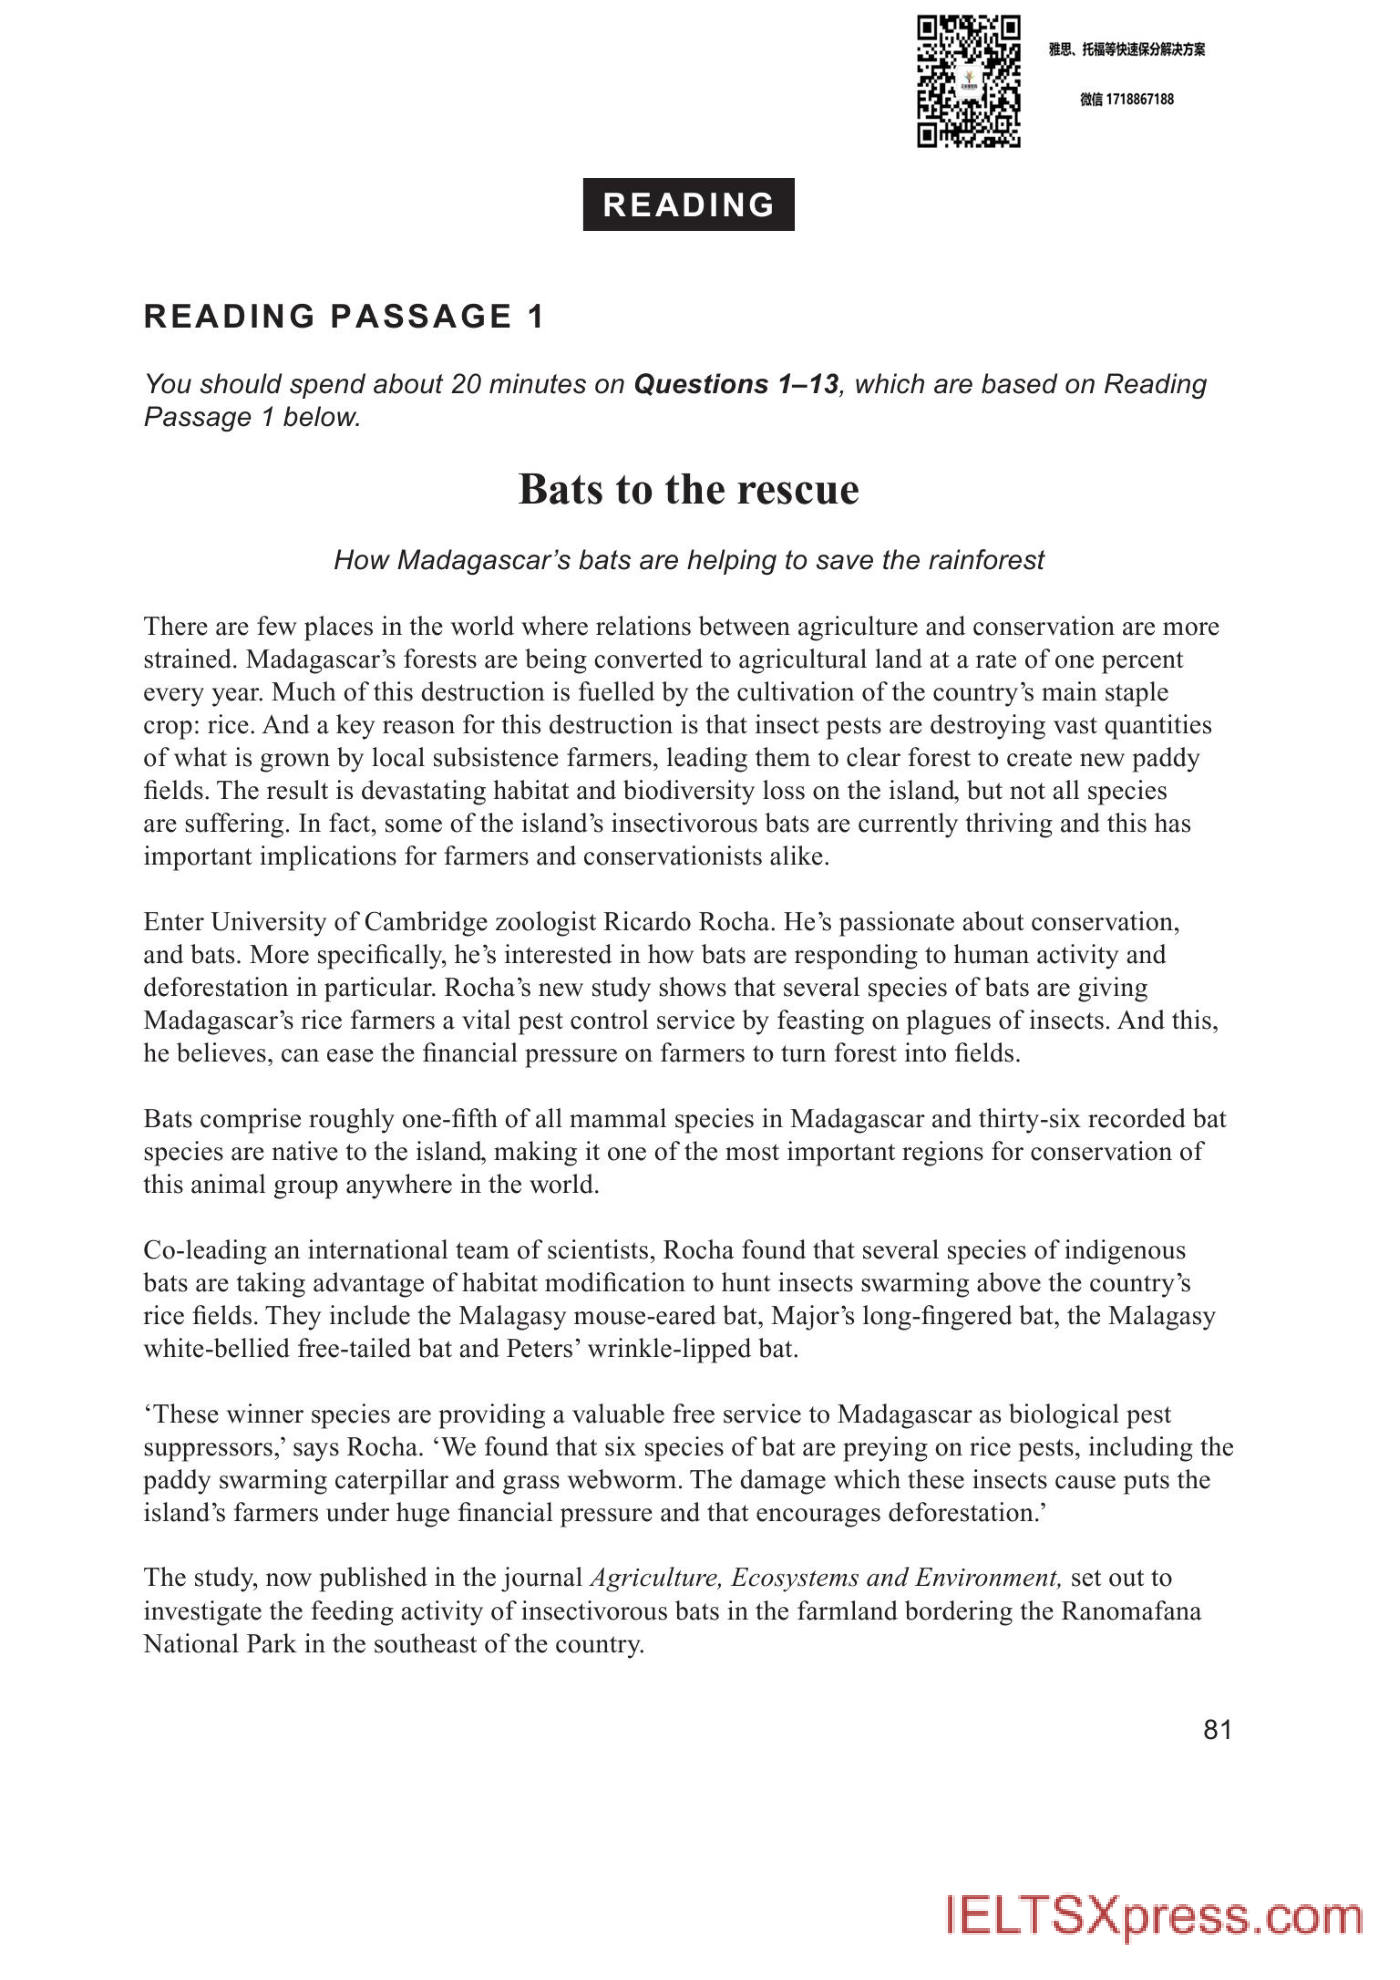 雅思、托福等快速保分解决方案
微信 1718867188
READING
READING PASSAGE 1
You should spend about 20 minutes on Questions 1–13, which are based on Reading
Passage 1 below.
Bats to the rescue
How Madagascar’s bats are helping to save the rainforest
There are few places in the world where relations between agriculture and conservation are more
strained. Madagascar’s forests are being converted to agricultural land at a rate of one percent
every year. Much of this destruction is fuelled by the cultivation of the country’s main staple
crop: rice. And a key reason for this destruction is that insect pests are destroying vast quantities
of what is grown by local subsistence farmers, leading them to clear forest to create new paddy
fields. The result is devastating habitat and biodiversity loss on the island, but not all species
are suffering. In fact, some of the island’s insectivorous bats are currently thriving and this has
important implications for farmers and conservationists alike.
Enter University of Cambridge zoologist Ricardo Rocha. He’s passionate about conservation,
and bats. More specifically, he’s interested in how bats are responding to human activity and
deforestation in particular. Rocha’s new study shows that several species of bats are giving
Madagascar’s rice farmers a vital pest control service by feasting on plagues of insects. And this,
he believes, can ease the financial pressure on farmers to turn forest into fields.
Bats comprise roughly one-fifth of all mammal species in Madagascar and thirty-six recorded bat
species are native to the island, making it one of the most important regions for conservation of
this animal group anywhere in the world.
Co-leading an international team of scientists, Rocha found that several species of indigenous
bats are taking advantage of habitat modification to hunt insects swarming above the country’s
rice fields. They include the Malagasy mouse-eared bat, Major’s long-fingered bat, the Malagasy
white-bellied free-tailed bat and Peters’ wrinkle-lipped bat.
‘These winner species are providing a valuable free service to Madagascar as biological pest
suppressors,’ says Rocha. ‘We found that six species of bat are preying on rice pests, including the
paddy swarming caterpillar and grass webworm. The damage which these insects cause puts the
island’s farmers under huge financial pressure and that encourages deforestation.’
The study, now published in the journal Agriculture, Ecosystems and Environment, set out to
investigate the feeding activity of insectivorous bats in the farmland bordering the Ranomafana
National Park in the southeast of the country.
81
IELTSXpress.com